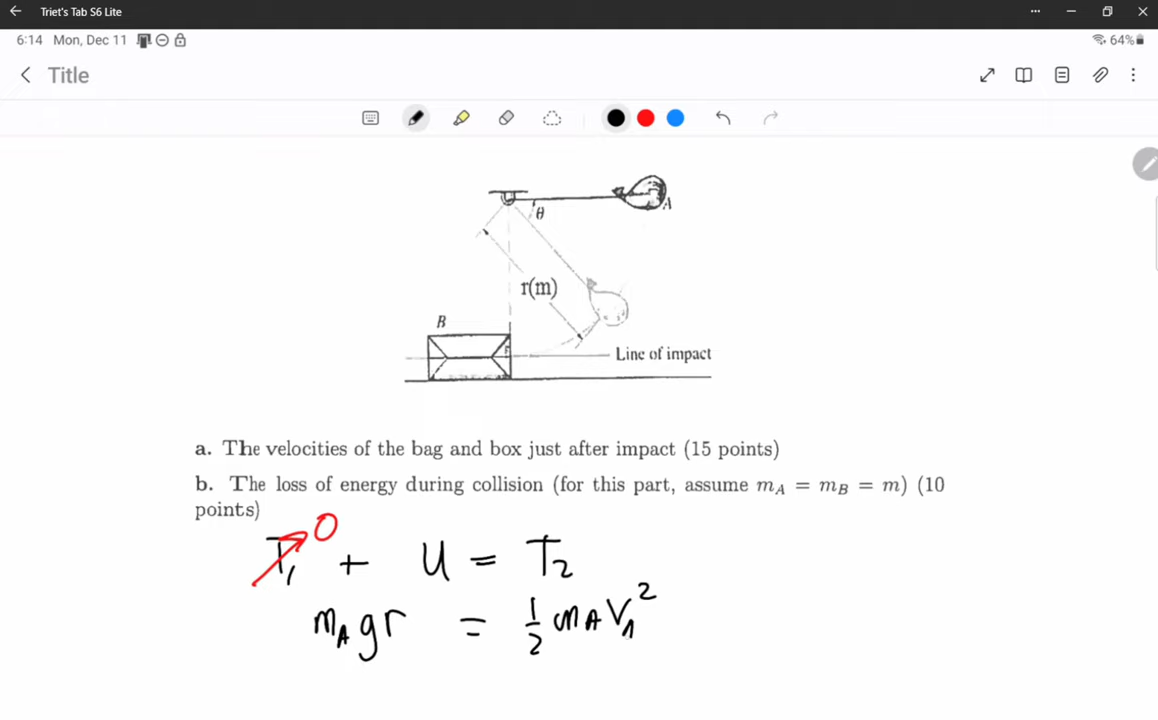 Triet's Tab S6 Lite
6:14 Mon, Dec 11 64%
Title
θ
A
r(m)
B
Line of impact
a. The velocities of the bag and box just after impact (15 points)
b. The loss of energy during collision (for this part, assume m_A = m_B = m) (10
points)
T₁ 0 + U = T₂
m_A g r = 1/2 m_A V₁²